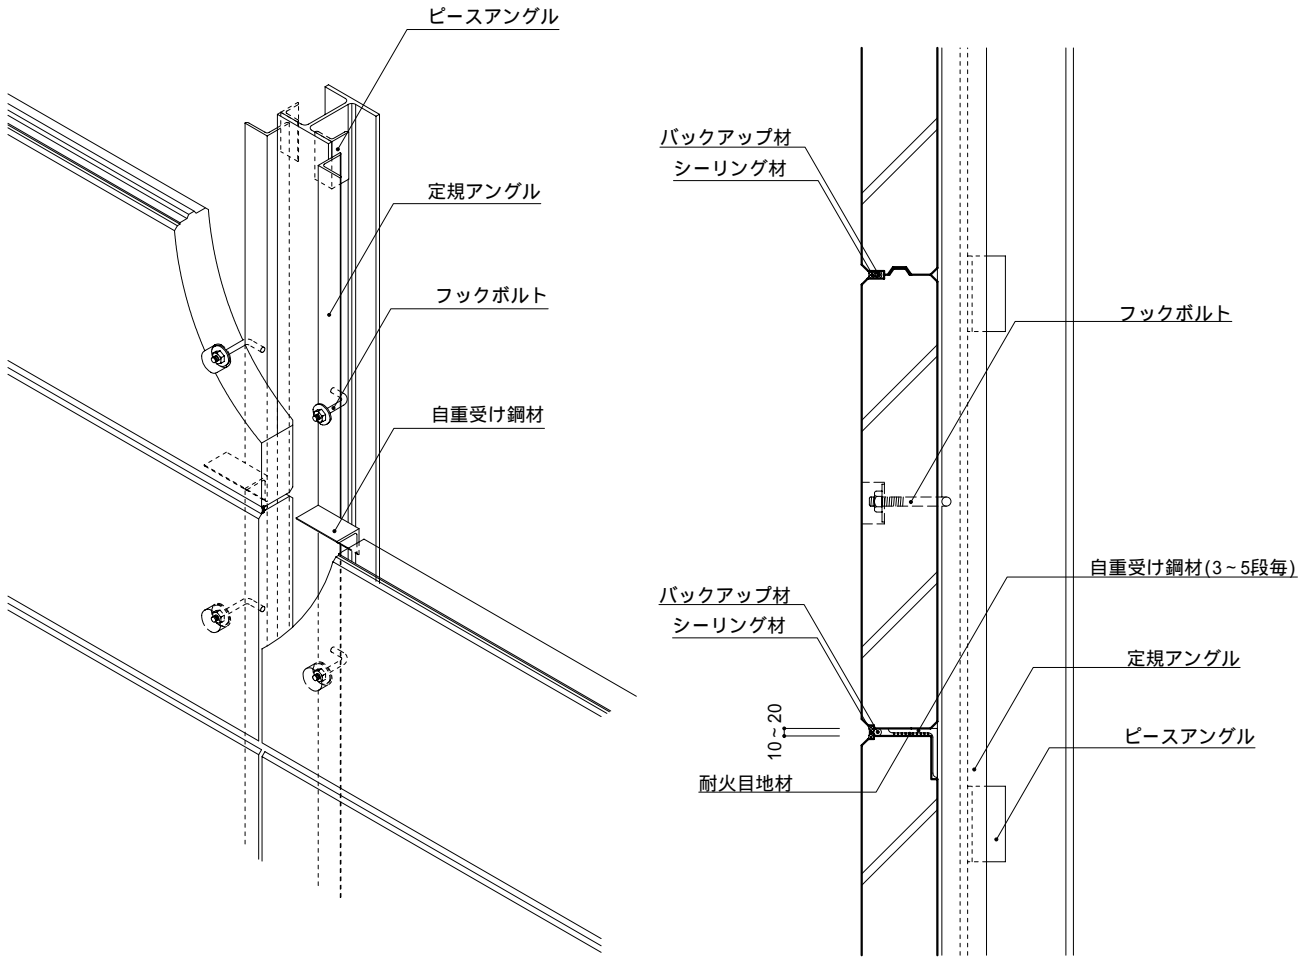 ピースアングル
定規アングル
フックボルト
自重受け鋼材
バックアップ材
シーリング材
フックボルト
自重受け鋼材(3~5段毎)
バックアップ材
シーリング材
定規アングル
10~20
ピースアングル
耐火目地材